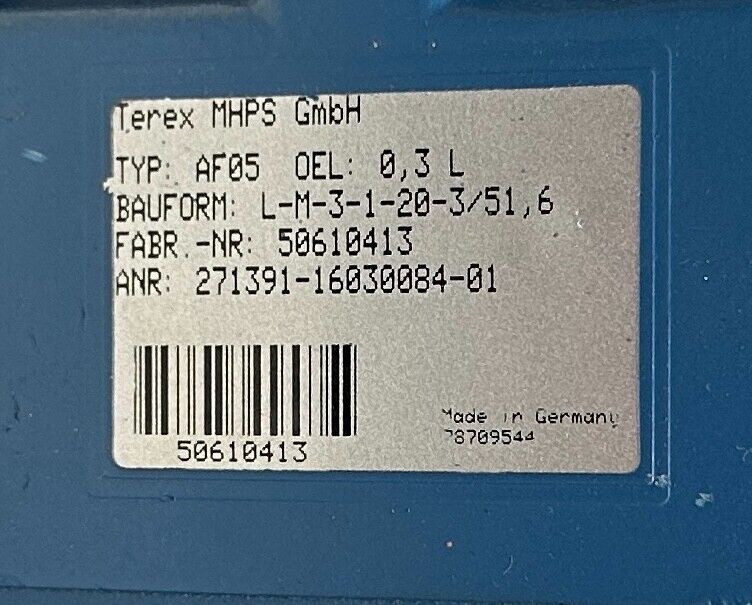 Terex MHPS GmbH
TYP: AF05 OEL: 0,3 L
BAUFORM: L-M-3-1-20-3/51,6
FABR.-NR: 50610413
ANR: 271391-16030084-01
50610413
Made in Germany
78709544